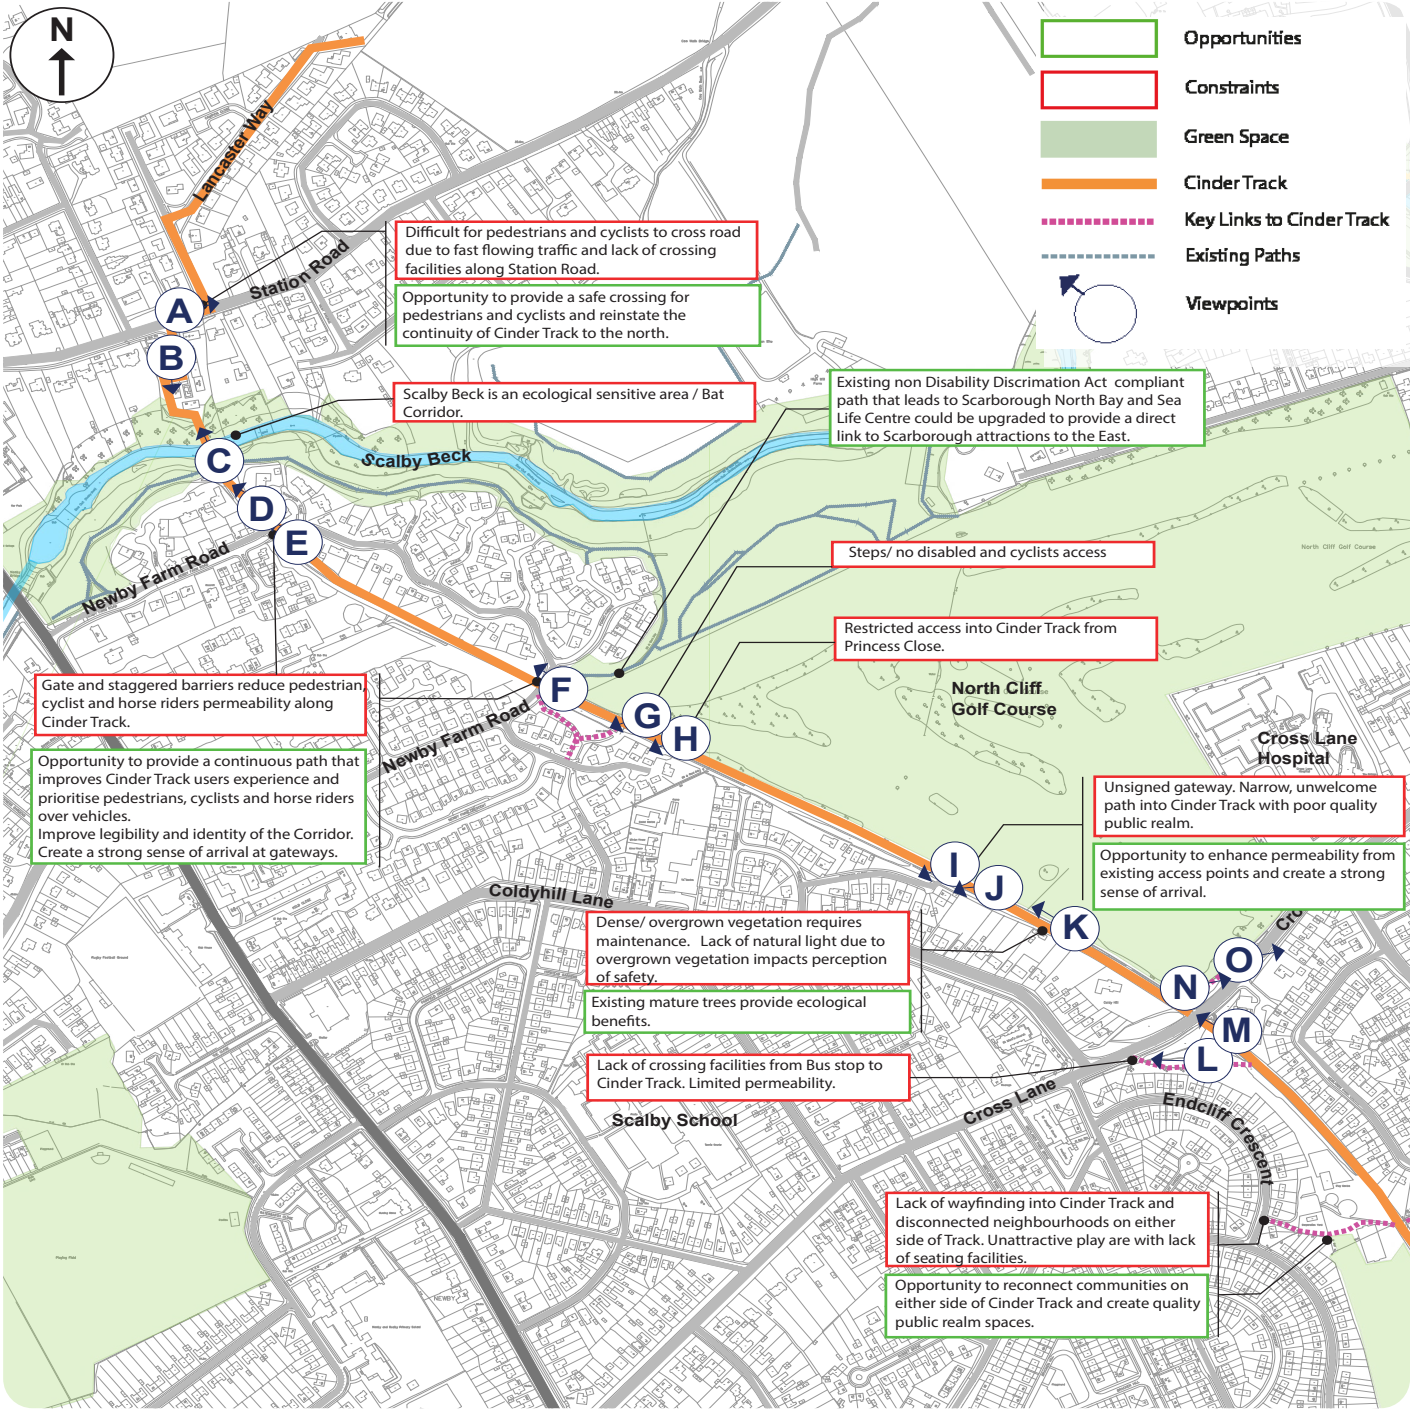 N
Opportunities
Constraints
Green Space
Cinder Track
Key Links to Cinder Track
Existing Paths
Viewpoints
Lancaster Way
Station Road
Difficult for pedestrians and cyclists to cross road
due to fast flowing traffic and lack of crossing
facilities along Station Road.
Opportunity to provide a safe crossing for
pedestrians and cyclists and reinstate the
continuity of Cinder Track to the north.
A
B
Scalby Beck is an ecological sensitive area / Bat
Corridor.
Existing non Disability Discrimation Act compliant
path that leads to Scarborough North Bay and Sea
Life Centre could be upgraded to provide a direct
link to Scarborough attractions to the East.
C
Scalby Beck
D
E
Newby Farm Road
Steps/ no disabled and cyclists access
North Cliff Golf Course
Restricted access into Cinder Track from
Princess Close.
Gate and staggered barriers reduce pedestrian,
cyclist and horse riders permeability along
Cinder Track.
F
G
H
Newby Farm Road
North Cliff
Golf Course
Cross Lane
Hospital
Opportunity to provide a continuous path that
improves Cinder Track users experience and
prioritise pedestrians, cyclists and horse riders
over vehicles.
Improve legibility and identity of the Corridor.
Create a strong sense of arrival at gateways.
Unsigned gateway. Narrow, unwelcome
path into Cinder Track with poor quality
public realm.
Opportunity to enhance permeability from
existing access points and create a strong
sense of arrival.
I
J
K
Coldyhill Lane
Dense/ overgrown vegetation requires
maintenance. Lack of natural light due to
overgrown vegetation impacts perception
of safety.
Existing mature trees provide ecological
benefits.
Cro
O
N
M
L
Lack of crossing facilities from Bus stop to
Cinder Track. Limited permeability.
Cross Lane
Endcliff Crescent
Scalby School
Lack of wayfinding into Cinder Track and
disconnected neighbourhoods on either
side of Track. Unattractive play are with lack
of seating facilities.
Opportunity to reconnect communities on
either side of Cinder Track and create quality
public realm spaces.
NEWBY